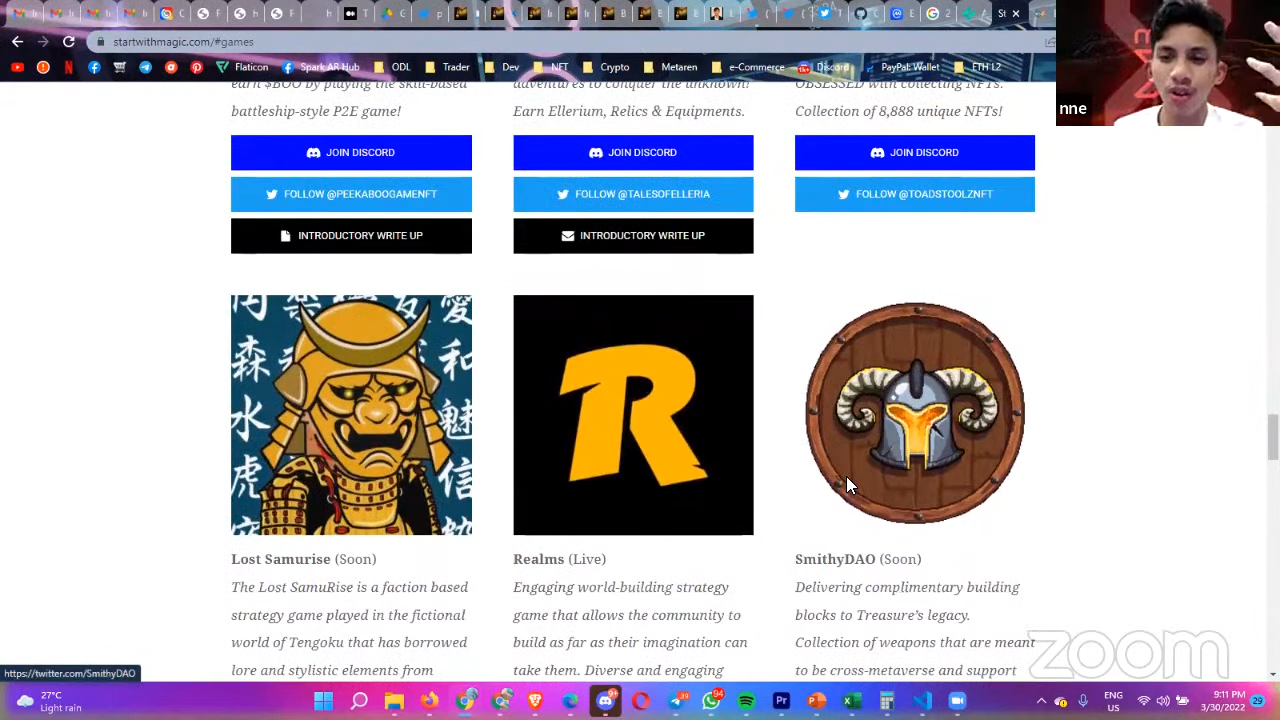 startwithmagic.com/#games
Flaticon
Spark AR Hub
ODL
Trader
Dev
NFT
Crypto
Metaren
e-Commerce
Discord
PayPal: Wallet
ETH L2
nne
earn $BOO by playing the skill-based
battleship-style P2E game!
JOIN DISCORD
FOLLOW @PEEKABOOGAMENFT
INTRODUCTORY WRITE UP
adventures to conquer the unknown!
Earn Ellerium, Relics & Equipments.
JOIN DISCORD
FOLLOW @TALESOFELLERIA
INTRODUCTORY WRITE UP
OBSESSED with collecting NFTs.
Collection of 8,888 unique NFTs!
JOIN DISCORD
FOLLOW @TOADSTOOLZNFT
森
水
虎
愛
和
魅
信
R
Lost Samurise (Soon)
The Lost SamuRise is a faction based
strategy game played in the fictional
world of Tengoku that has borrowed
lore and stylistic elements from
Realms (Live)
Engaging world-building strategy
game that allows the community to
build as far as their imagination can
take them. Diverse and engaging
SmithyDAO (Soon)
Delivering complimentary building
blocks to Treasure's legacy.
Collection of weapons that are meant
to be cross-metaverse and support
zoom
https://twitter.com/SmithyDAO
27°C
Light rain
ENG
US
9:11 PM
3/30/2022